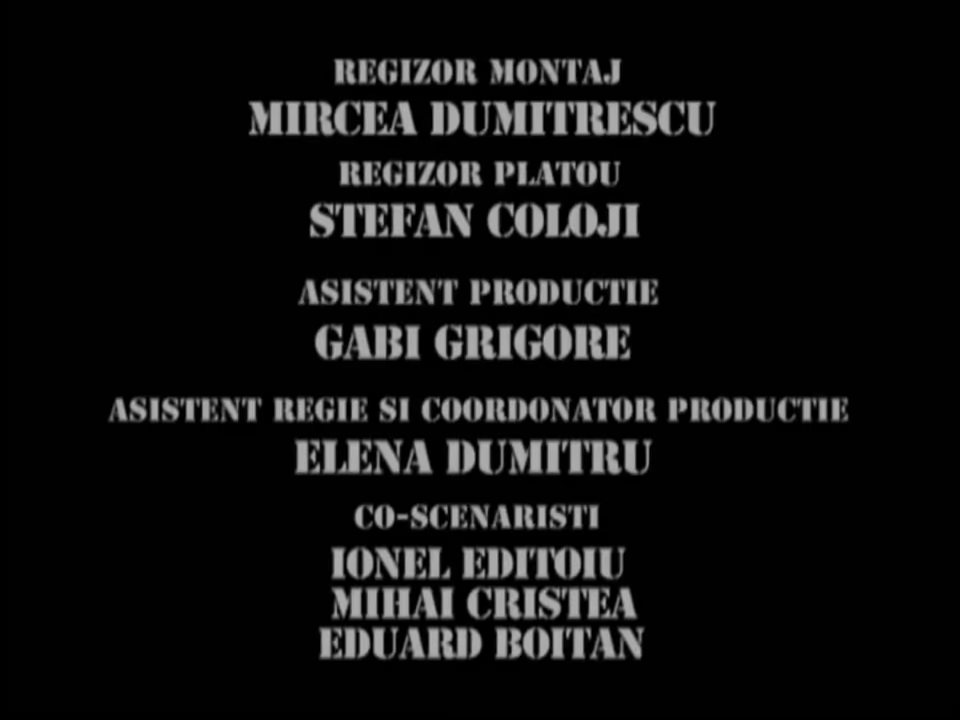 REGIZOR MONTAJ
MIRCEA DUMITRESCU
REGIZOR PLATOU
STEFAN COLOJI
ASISTENT PRODUCTIE
GABI GRIGORE
ASISTENT REGIE SI COORDONATOR PRODUCTIE
ELENA DUMITRU
CO-SCENARISTI
IONEL EDITOIU
MIHAI CRISTEA
EDUARD BOITAN